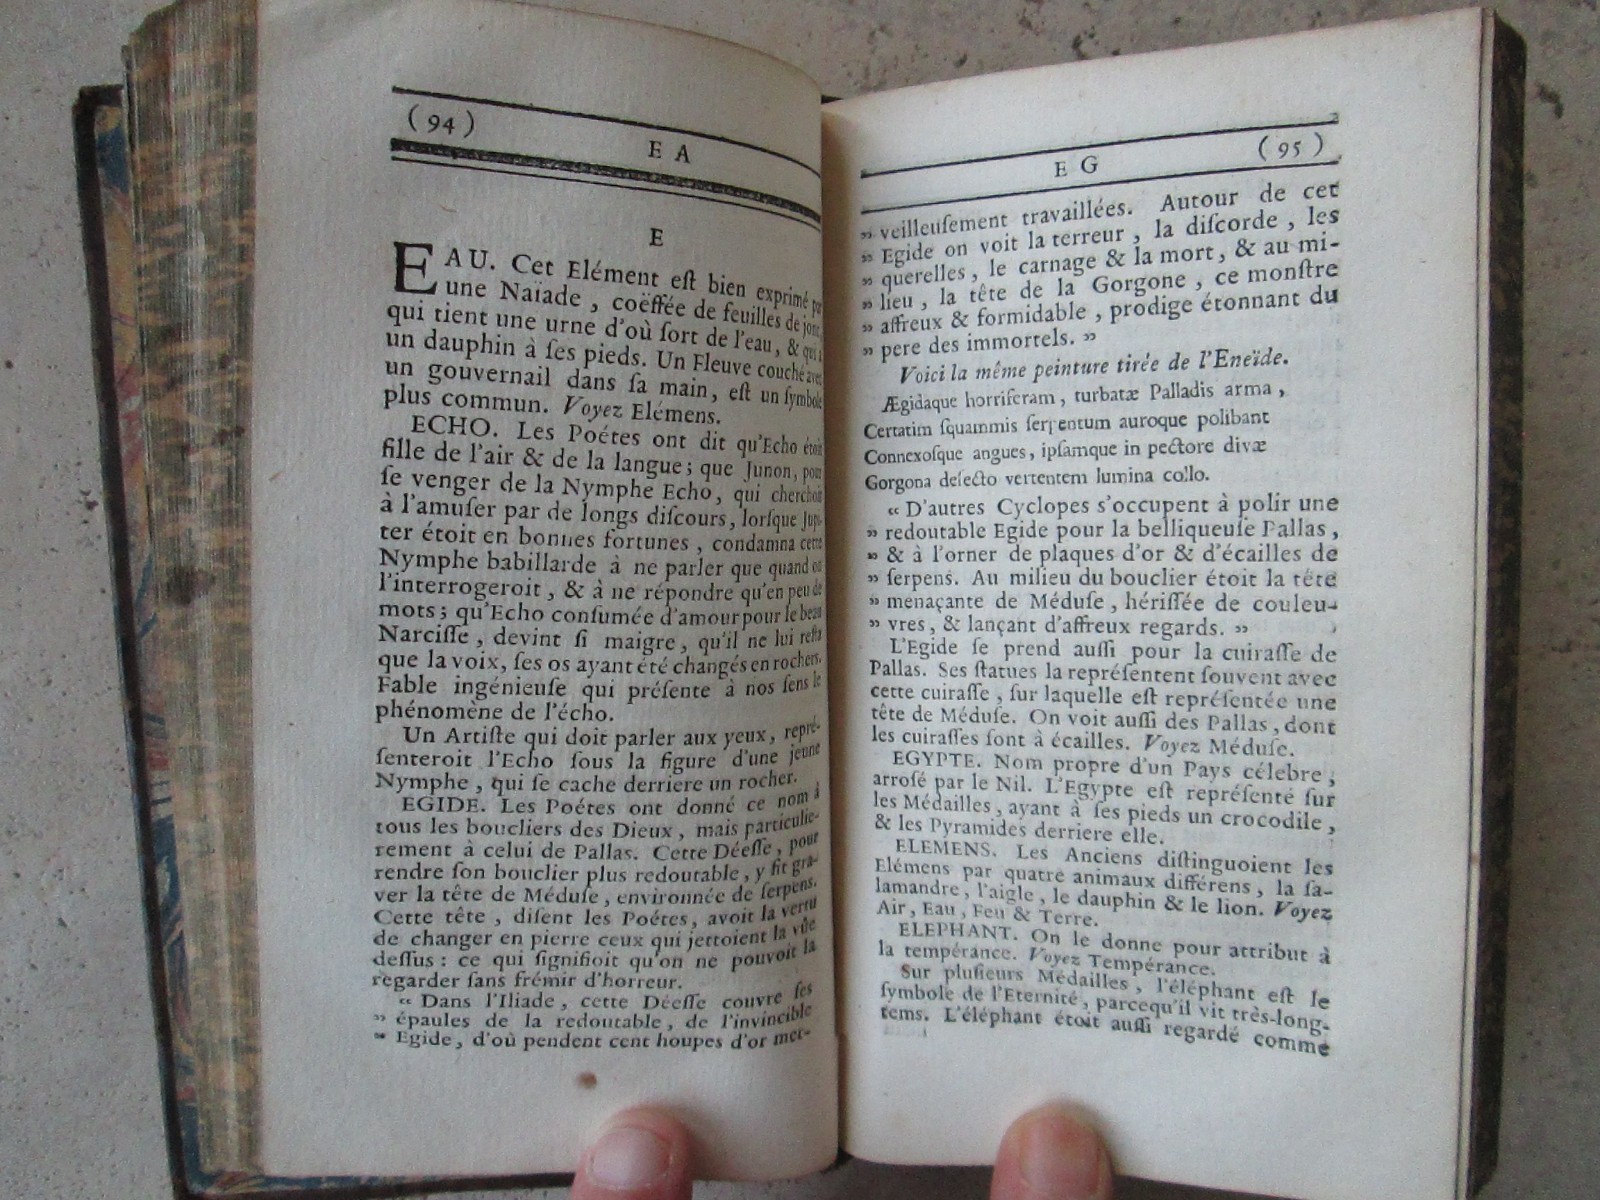 ( 94 )
E A
E
EAU. Cet Elément eſt bien exprimé par
une Naïade, coëffée de feuilles de jonc,
qui tient une urne d'où ſort de l'eau, & qui a
un dauphin à ſes pieds. Un Fleuve couché avec
un gouvernail dans ſa main, eſt un ſymbole
plus commun. Voyez Elémens.
ECHO. Les Poétes ont dit qu'Echo étoit
fille de l'air & de la langue; que Junon, pour
ſe venger de la Nymphe Echo, qui cherchoit
à l'amuſer par de longs diſcours, lorſque Jupi-
ter étoit en bonnes fortunes, condamna cette
Nymphe babillarde à ne parler que quand on
l'interrogeroit, & à ne répondre qu'en peu de
mots; qu'Echo conſumée d'amour pour le beau
Narciſſe, devint ſi maigre, qu'il ne lui reſta
que la voix, ſes os ayant été changés en rochers.
Fable ingénieuſe qui préſente à nos ſens le
phénomène de l'écho.
Un Artiſte qui doit parler aux yeux, repré-
ſenteroit l'Echo ſous la figure d'une jeune
Nymphe, qui ſe cache derriere un rocher.
EGIDE. Les Poétes ont donné ce nom à
tous les boucliers des Dieux, mais particulie-
rement à celui de Pallas. Cette Déeſſe, pour
rendre ſon bouclier plus redoutable, y fit gra-
ver la tête de Méduſe, environnée de ſerpens.
Cette tête, diſent les Poétes, avoit la vertu
de changer en pierre ceux qui jettoient la vûe
deſſus: ce qui ſignifioit qu'on ne pouvoit la
regarder ſans frémir d'horreur.
« Dans l'Iliade, cette Déeſſe couvre ſes
» épaules de la redoutable, de l'invincible
» Egide, d'où pendent cent houpes d'or mer-
E G
( 95 )
» veilleuſement travaillées. Autour de cet
» Egide on voit la terreur, la diſcorde, les
» querelles, le carnage & la mort, & au mi-
» lieu, la tête de la Gorgone, ce monſtre
» affreux & formidable, prodige étonnant du
» pere des immortels. »
Voici la même peinture tirée de l'Eneïde.
Ægidaque horriferam, turbatæ Palladis arma,
Certatim ſquammis ſerpentum auroque polibant
Connexoſque angues, ipſamque in pectore divæ
Gorgona deſecto vertentem lumina collo.
« D'autres Cyclopes s'occupent à polir une
» redoutable Egide pour la belliqueuſe Pallas,
» & à l'orner de plaques d'or & d'écailles de
» ſerpens. Au milieu du bouclier étoit la tête
» menaçante de Méduſe, hériſſée de couleu-
» vres, & lançant d'affreux regards. »
L'Egide ſe prend auſſi pour la cuiraſſe de
Pallas. Ses ſtatues la repréſentent ſouvent avec
cette cuiraſſe, ſur laquelle eſt repréſentée une
tête de Méduſe. On voit auſſi des Pallas, dont
les cuiraſſes ſont à écailles. Voyez Méduſe.
EGYPTE. Nom propre d'un Pays célebre,
arroſé par le Nil. L'Egypte eſt repréſenté ſur
les Médailles, ayant à ſes pieds un crocodile,
& les Pyramides derriere elle.
ELEMENS. Les Anciens diſtinguoient les
Elémens par quatre animaux différens, la ſa-
lamandre, l'aigle, le dauphin & le lion. Voyez
Air, Eau, Feu & Terre.
ELEPHANT. On le donne pour attribut à
la tempérance. Voyez Tempérance.
Sur pluſieurs Médailles, l'éléphant eſt le
ſymbole de l'Eternité, parcequ'il vit très-long-
tems. L'éléphant étoit auſſi regardé comme